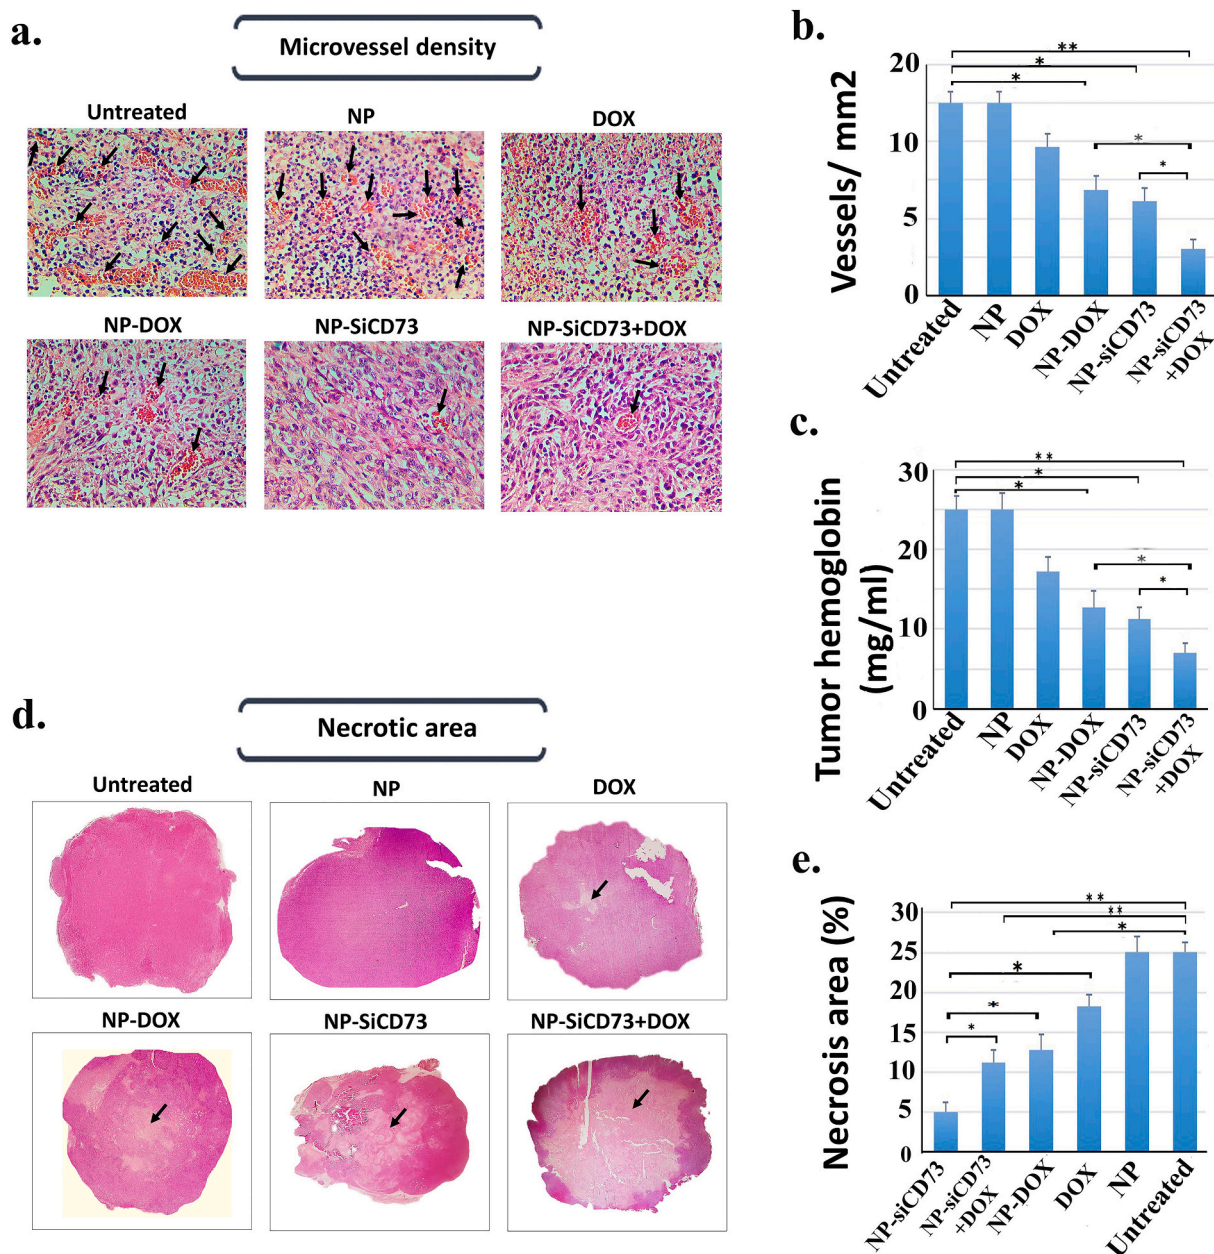 a.
Microvessel density
Untreated
NP
DOX
NP-DOX
NP-SiCD73
NP-SiCD73+DOX
b.
Vessels/ mm2
20
10
5
0
**
*
*
*
*
Untreated
NP
DOX
NP-DOX
NP-siCD73
NP-siCD73
+DOX
c.
Tumor hemoglobin
(mg/ml)
30
20
10
0
**
*
*
*
*
Untreated
NP
DOX
NP-DOX
NP-siCD73
NP-siCD73
+DOX
d.
Necrotic area
Untreated
NP
DOX
NP-DOX
NP-SiCD73
NP-SiCD73+DOX
e.
Necrosis area (%)
30
25
20
15
10
5
0
**
**
*
*
*
*
NP-siCD73
NP-siCD73
+DOX
NP-DOX
DOX
NP
Untreated